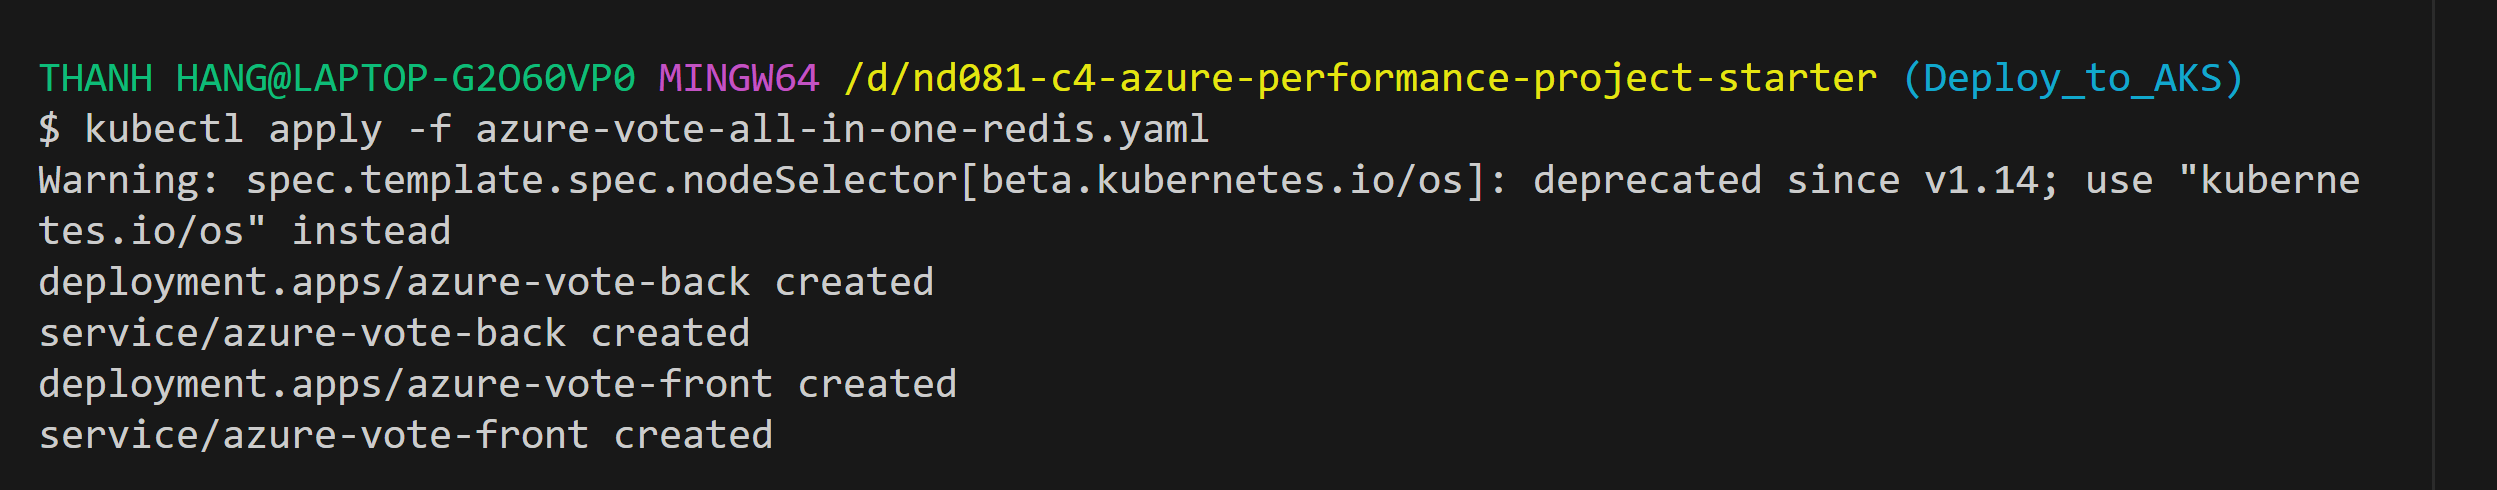 THANH HANG@LAPTOP-G2O60VP0 MINGW64 /d/nd081-c4-azure-performance-project-starter (Deploy_to_AKS)
$ kubectl apply -f azure-vote-all-in-one-redis.yaml
Warning: spec.template.spec.nodeSelector[beta.kubernetes.io/os]: deprecated since v1.14; use "kuberne
tes.io/os" instead
deployment.apps/azure-vote-back created
service/azure-vote-back created
deployment.apps/azure-vote-front created
service/azure-vote-front created